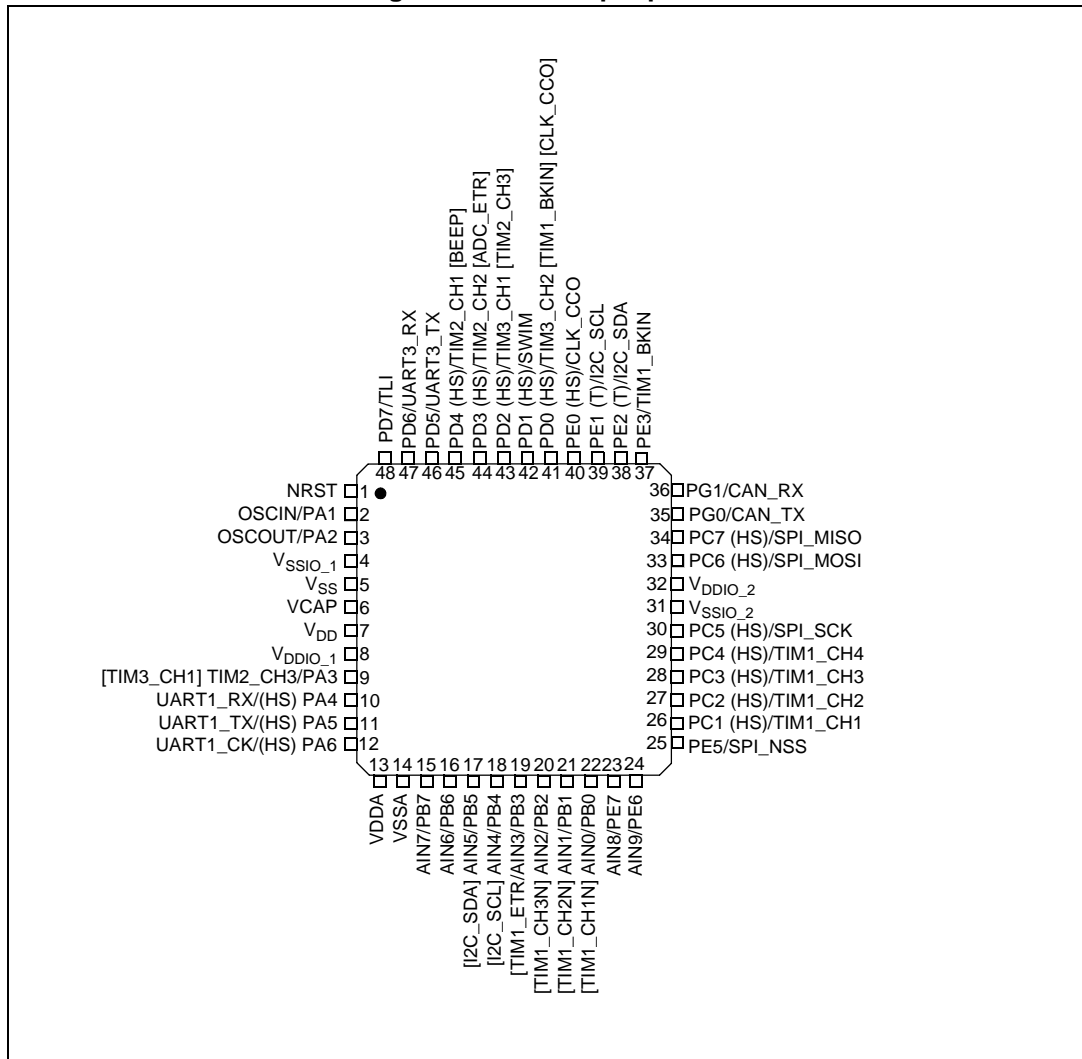 PD7/TLI
PD6/UART3_RX
PD5/UART3_TX
PD4 (HS)/TIM2_CH1 [BEEP]
PD3 (HS)/TIM2_CH2 [ADC_ETR]
PD2 (HS)/TIM3_CH1 [TIM2_CH3]
PD1 (HS)/SWIM
PD0 (HS)/TIM3_CH2 [TIM1_BKIN] [CLK_CCO]
PE0 (HS)/CLK_CCO
PE1 (T)/I2C_SCL
PE2 (T)/I2C_SDA
PE3/TIM1_BKIN
48 47 46 45 44 43 42 41 40 39 38 37
NRST 1
OSCIN/PA1 2
OSCOUT/PA2 3
VSSIO_1 4
VSS 5
VCAP 6
VDD 7
VDDIO_1 8
[TIM3_CH1] TIM2_CH3/PA3 9
UART1_RX/(HS) PA4 10
UART1_TX/(HS) PA5 11
UART1_CK/(HS) PA6 12
36 PG1/CAN_RX
35 PG0/CAN_TX
34 PC7 (HS)/SPI_MISO
33 PC6 (HS)/SPI_MOSI
32 VDDIO_2
31 VSSIO_2
30 PC5 (HS)/SPI_SCK
29 PC4 (HS)/TIM1_CH4
28 PC3 (HS)/TIM1_CH3
27 PC2 (HS)/TIM1_CH2
26 PC1 (HS)/TIM1_CH1
25 PE5/SPI_NSS
13 14 15 16 17 18 19 20 21 22 23 24
VDDA
VSSA
AIN7/PB7
AIN6/PB6
[I2C_SDA] AIN5/PB5
[I2C_SCL] AIN4/PB4
[TIM1_ETR/AIN3/PB3
[TIM1_CH3N] AIN2/PB2
[TIM1_CH2N] AIN1/PB1
[TIM1_CH1N] AIN0/PB0
AIN8/PE7
AIN9/PE6